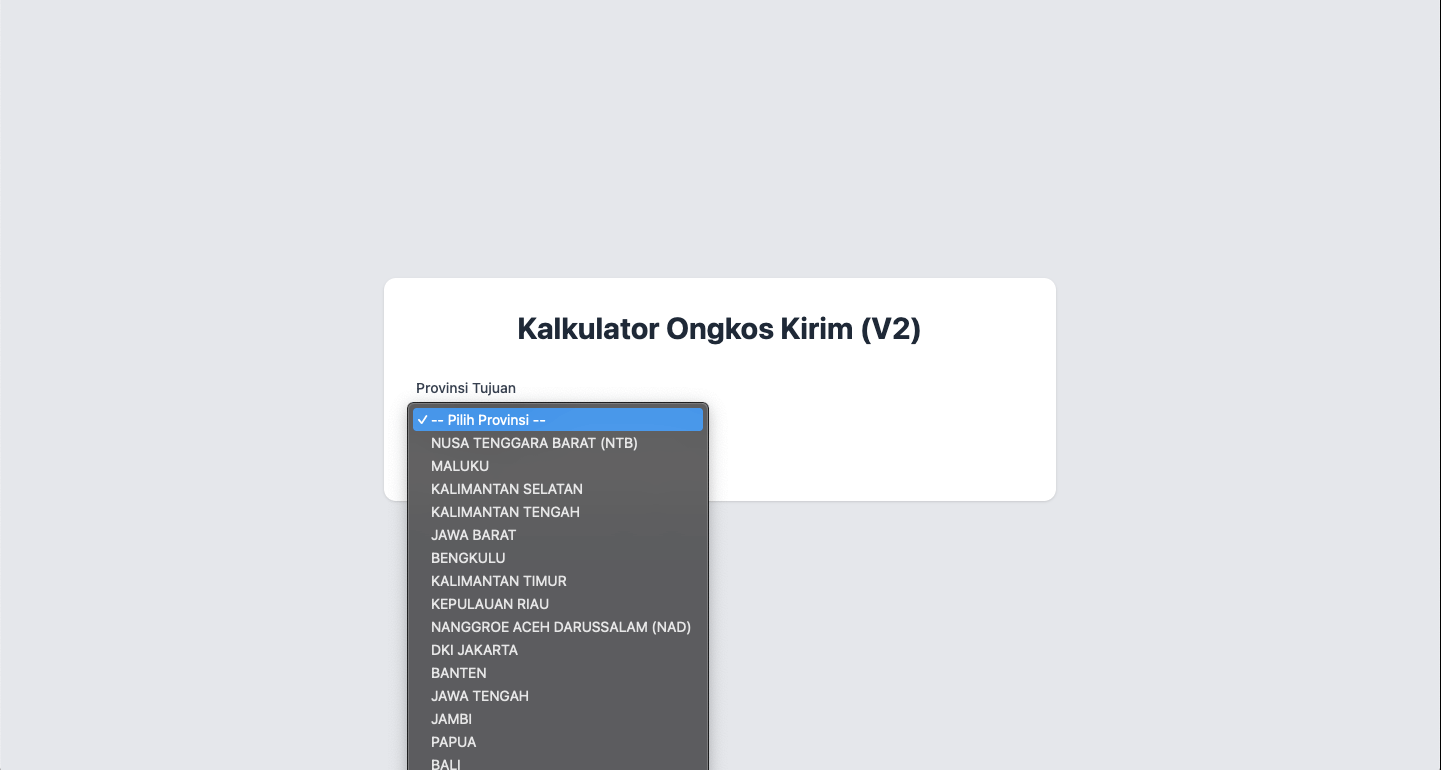 Kalkulator Ongkos Kirim (V2)
Provinsi Tujuan
✓ -- Pilih Provinsi --
NUSA TENGGARA BARAT (NTB)
MALUKU
KALIMANTAN SELATAN
KALIMANTAN TENGAH
JAWA BARAT
BENGKULU
KALIMANTAN TIMUR
KEPULAUAN RIAU
NANGGROE ACEH DARUSSALAM (NAD)
DKI JAKARTA
BANTEN
JAWA TENGAH
JAMBI
PAPUA
BALI